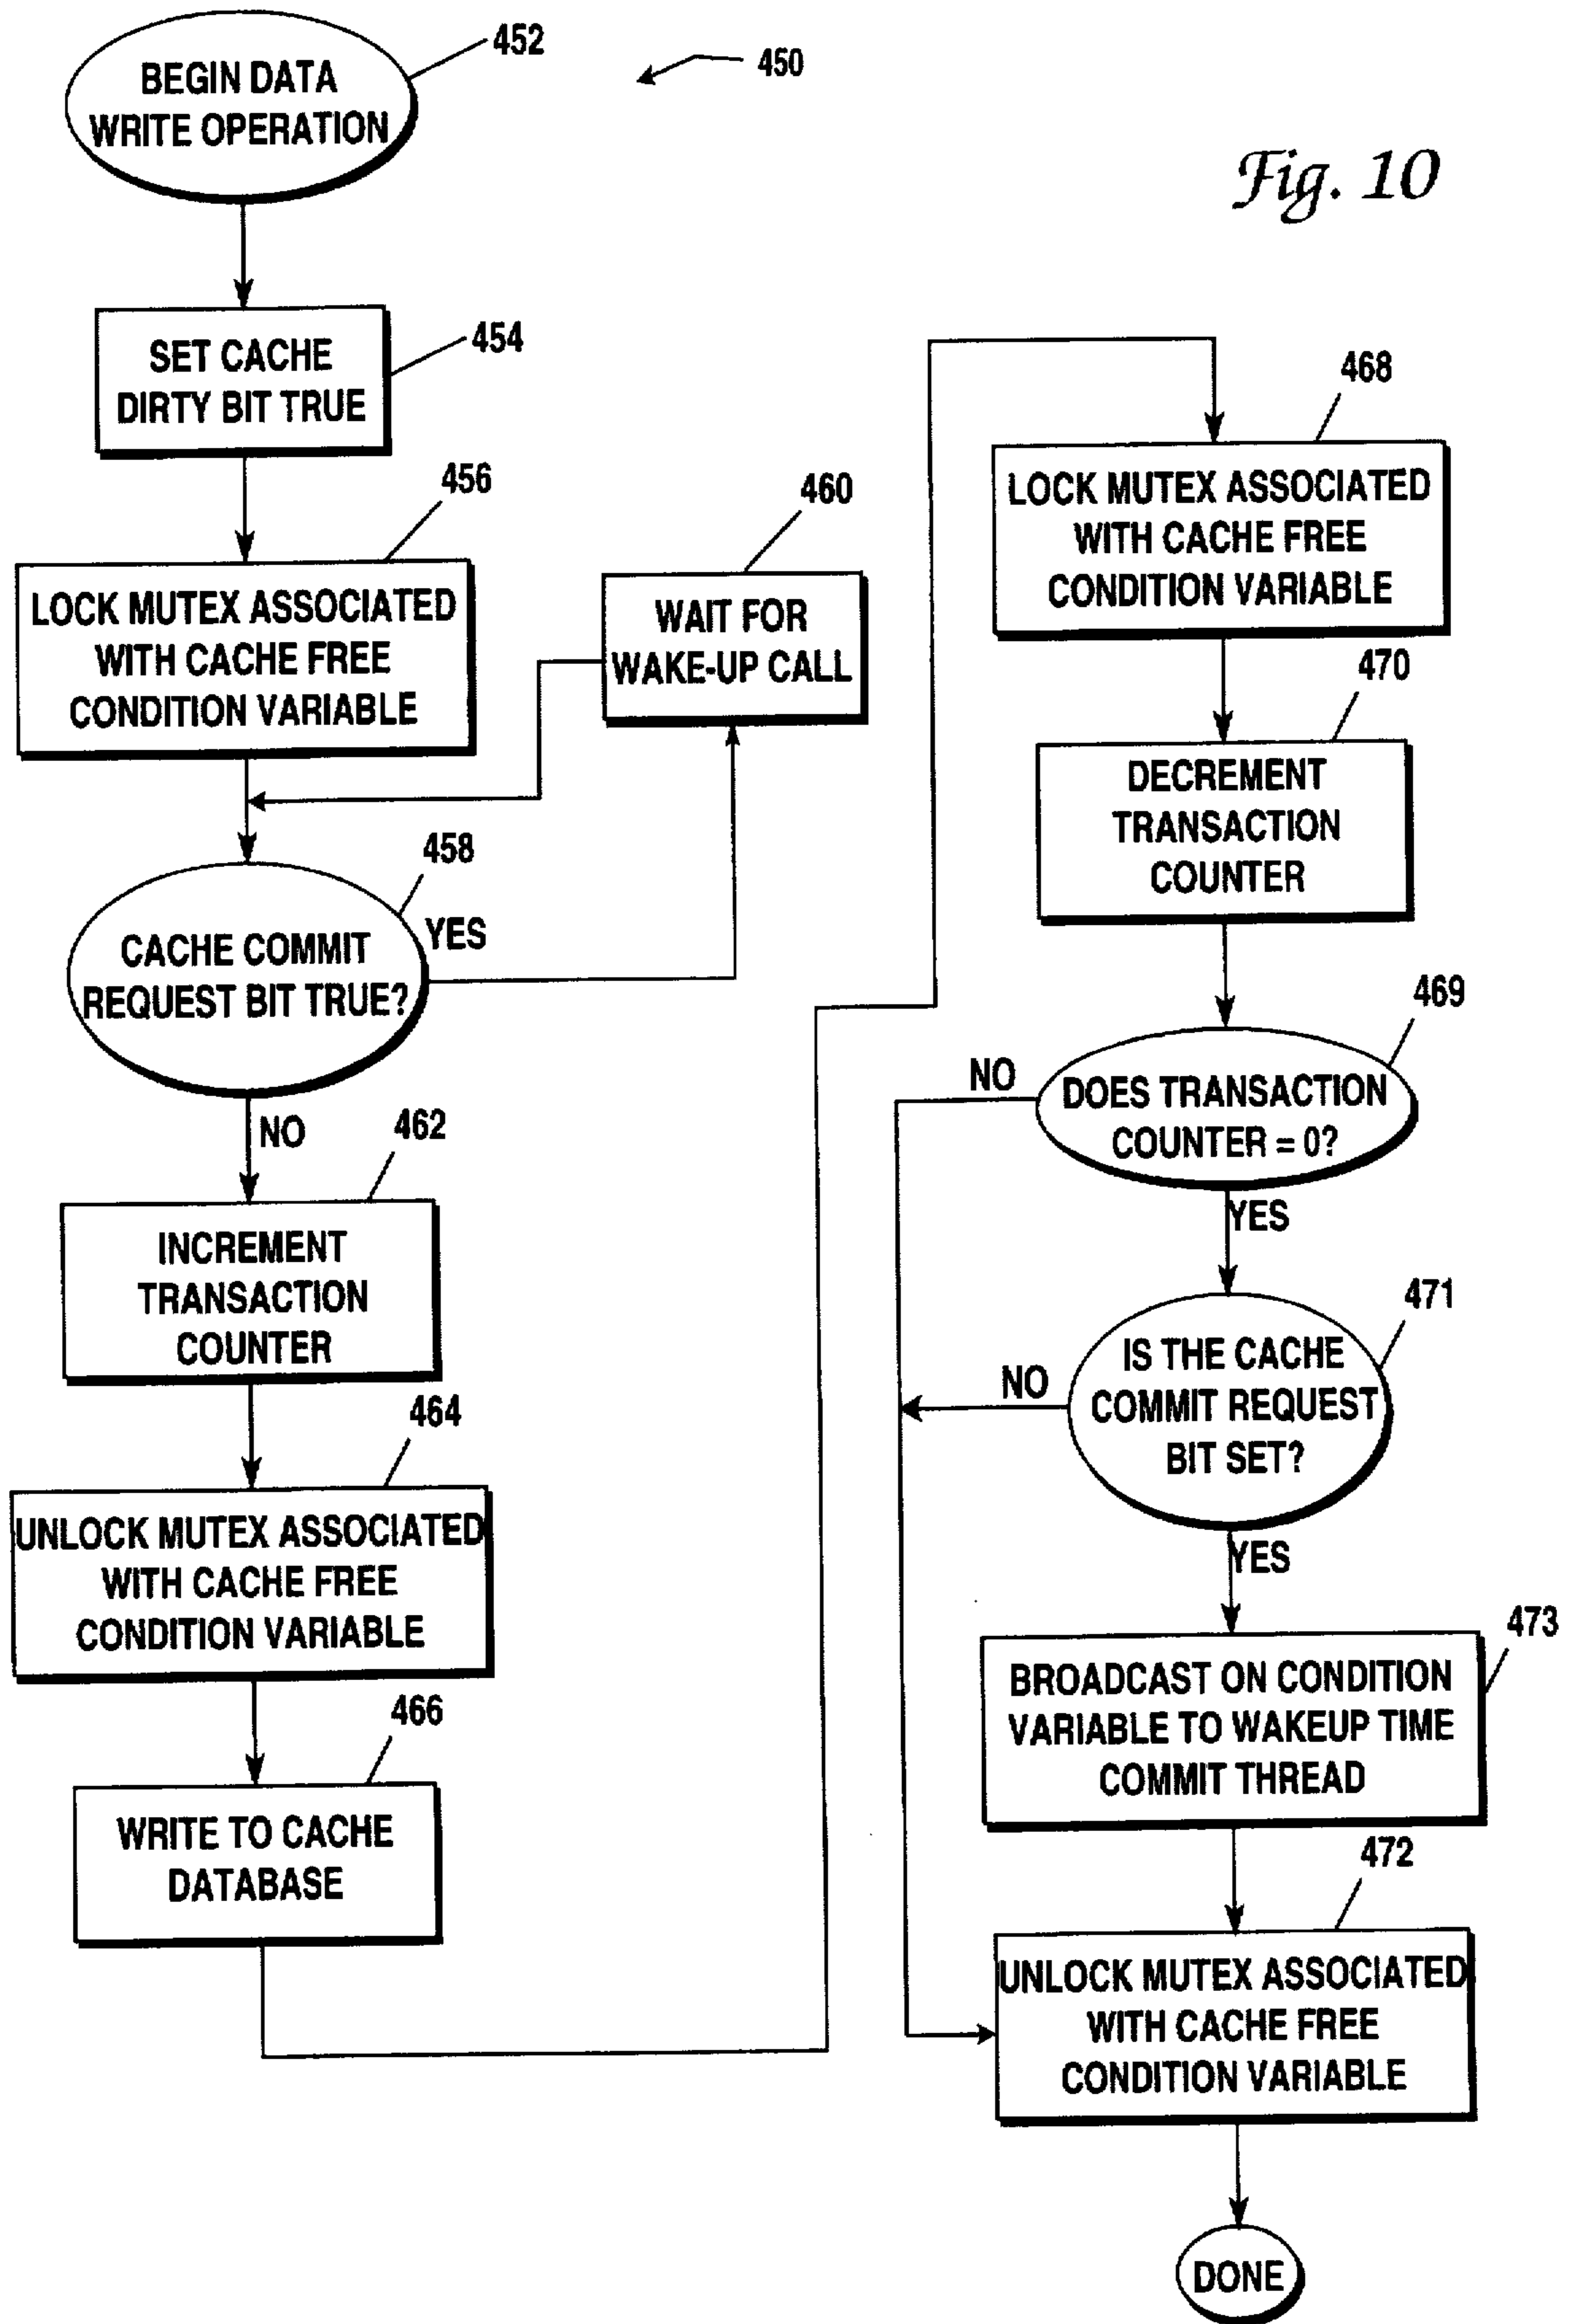 452
BEGIN DATA
WRITE OPERATION
450
Fig. 10
454
SET CACHE
DIRTY BIT TRUE
456
LOCK MUTEX ASSOCIATED
WITH CACHE FREE
CONDITION VARIABLE
460
WAIT FOR
WAKE-UP CALL
458
CACHE COMMIT
REQUEST BIT TRUE?
YES
NO
462
INCREMENT
TRANSACTION
COUNTER
464
UNLOCK MUTEX ASSOCIATED
WITH CACHE FREE
CONDITION VARIABLE
466
WRITE TO CACHE
DATABASE
468
LOCK MUTEX ASSOCIATED
WITH CACHE FREE
CONDITION VARIABLE
470
DECREMENT
TRANSACTION
COUNTER
469
NO
DOES TRANSACTION
COUNTER = 0?
YES
471
IS THE CACHE
COMMIT REQUEST
BIT SET?
NO
YES
473
BROADCAST ON CONDITION
VARIABLE TO WAKEUP TIME
COMMIT THREAD
472
UNLOCK MUTEX ASSOCIATED
WITH CACHE FREE
CONDITION VARIABLE
DONE